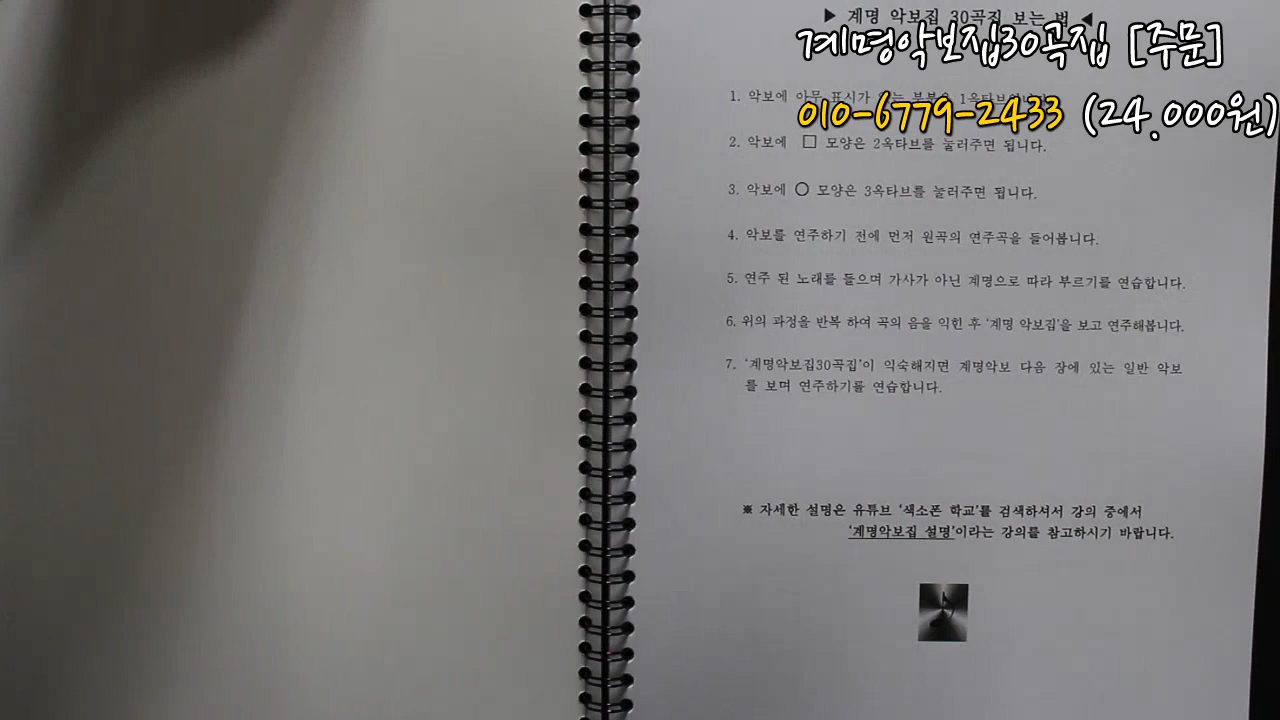 ▶ 계명 악보집 30곡집 보는 법 ◀
계명악보집30곡집 [주문]
1. 악보에 아무 표시가 있는 부분은 1옥타브입니다.
010-6779-2433 (24.000원)
2. 악보에 □ 모양은 2옥타브를 눌러주면 됩니다.
3. 악보에 ○ 모양은 3옥타브를 눌러주면 됩니다.
4. 악보를 연주하기 전에 먼저 원곡의 연주곡을 들어봅니다.
5. 연주 된 노래를 들으며 가사가 아닌 계명으로 따라 부르기를 연습합니다.
6. 위의 과정을 반복 하여 곡의 음을 익힌 후 '계명 악보집'을 보고 연주해봅니다.
7. '계명악보집30곡집'이 익숙해지면 계명악보 다음 장에 있는 일반 악보
를 보며 연주하기를 연습합니다.
※ 자세한 설명은 유튜브 '색소폰 학교'를 검색하셔서 강의 중에서
'계명악보집 설명'이라는 강의를 참고하시기 바랍니다.